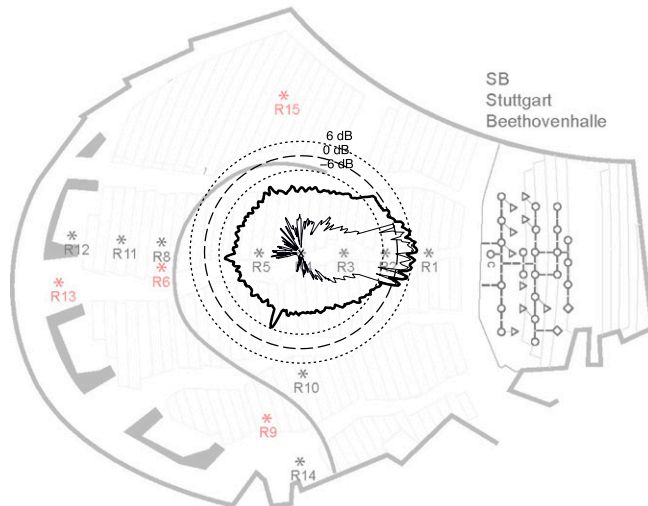 SB
Stuttgart
Beethovenhalle
R15
6 dB
0 dB
−6 dB
R12
R11
R8
R5
R3
R2
R1
R6
R13
C
R10
R9
R14